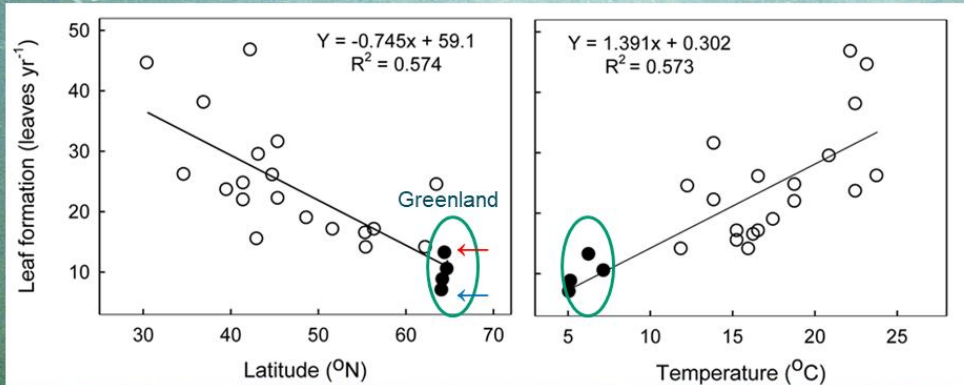 Leaf formation (leaves yr-1)
50
40
30
20
10
Y = -0.745x + 59.1
R2 = 0.574
Greenland
30
40
50
60
70
Latitude (oN)
Y = 1.391x + 0.302
R2 = 0.573
5
10
15
20
25
Temperature (oC)